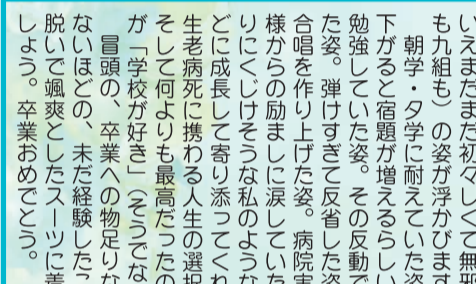 いえまだまだ初々しくて無邪
も九組も）の姿が浮かびます
　朝学・夕学に耐えていた姿
下がると宿題が増えるらしい
勉強していた姿。その反動で
た姿。弾けすぎて反省した姿
合唱を作り上げた姿。病院実
様からの励ましに涙していた
りにくじけそうな私のような
どに成長して寄り添ってくれ
生老病死に携わる人生の選択
そして何よりも最高だったの
が「学校が好き」（そうでな
　冒頭の、卒業への物足りな
ないほどの、未だ経験したこ
脱いで颯爽としたスーツに着
しょう。卒業おめでとう。